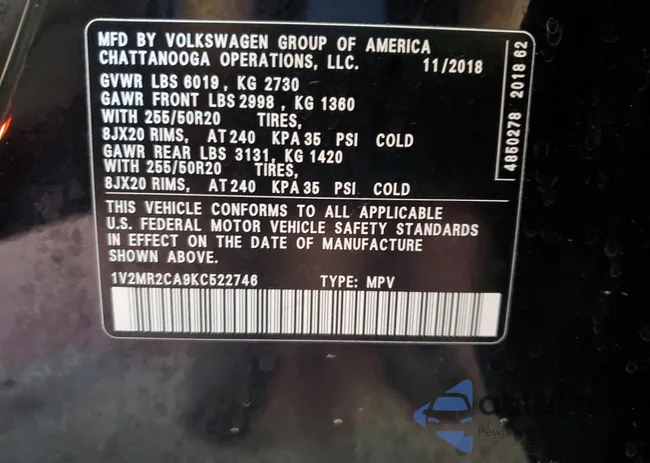 MFD BY VOLKSWAGEN GROUP OF AMERICA
CHATTANOOGA OPERATIONS, LLC. 11/2018
GVWR LBS 6019 , KG 2730
GAWR FRONT LBS 2998 , KG 1360
WITH 255/50R20 TIRES,
8JX20 RIMS, AT 240 KPA 35 PSI COLD
GAWR REAR LBS 3131, KG 1420
WITH 255/50R20 TIRES,
8JX20 RIMS, AT 240 KPA 35 PSI COLD
THIS VEHICLE CONFORMS TO ALL APPLICABLE
U.S. FEDERAL MOTOR VEHICLE SAFETY STANDARDS
IN EFFECT ON THE DATE OF MANUFACTURE
SHOWN ABOVE.
1V2MR2CA9KC522746 TYPE: MPV
4850278 2018 62